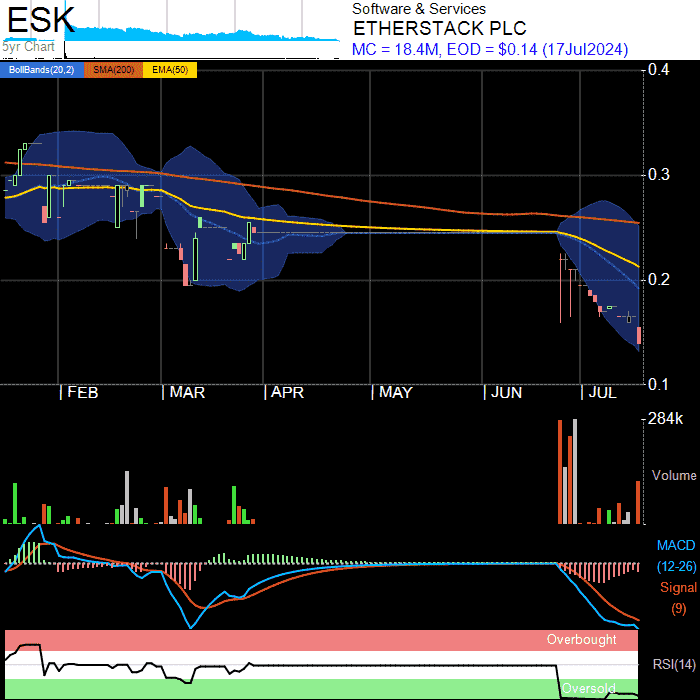 ESK
5yr Chart
Software & Services
ETHERSTACK PLC
MC = 18.4M, EOD = $0.14 (17Jul2024)
BollBands(20,2) SMA(200) EMA(50)
0.4
0.3
0.2
0.1
FEB MAR APR MAY JUN JUL
284k
Volume
MACD
(12-26)
Signal
(9)
Overbought
RSI(14)
Oversold